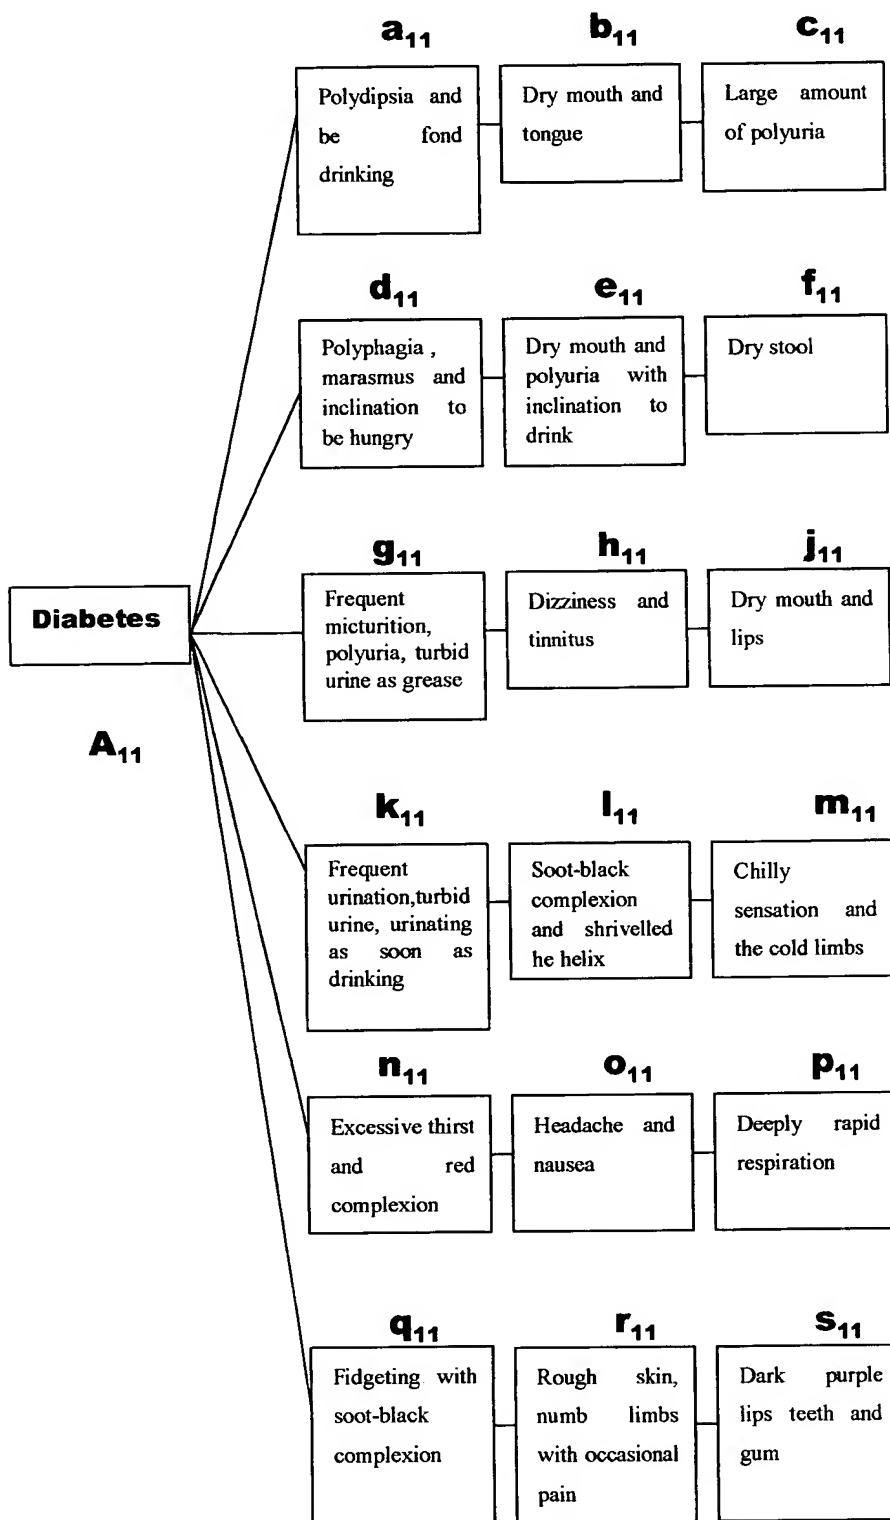 a11 b11 c11
Polydipsia and
be fond
drinking
Dry mouth and
tongue
Large amount
of polyuria
d11 e11 f11
Polyphagia ,
marasmus and
inclination to
be hungry
Dry mouth and
polyuria with
inclination to
drink
Dry stool
g11 h11 j11
Frequent
micturition,
polyuria, turbid
urine as grease
Dizziness and
tinnitus
Dry mouth and
lips
Diabetes
A11
k11 l11 m11
Frequent
urination,turbid
urine, urinating
as soon as
drinking
Soot-black
complexion
and shrivelled
he helix
Chilly
sensation and
the cold limbs
n11 o11 p11
Excessive thirst
and red
complexion
Headache and
nausea
Deeply rapid
respiration
q11 r11 s11
Fidgeting with
soot-black
complexion
Rough skin,
numb limbs
with occasional
pain
Dark purple
lips teeth and
gum